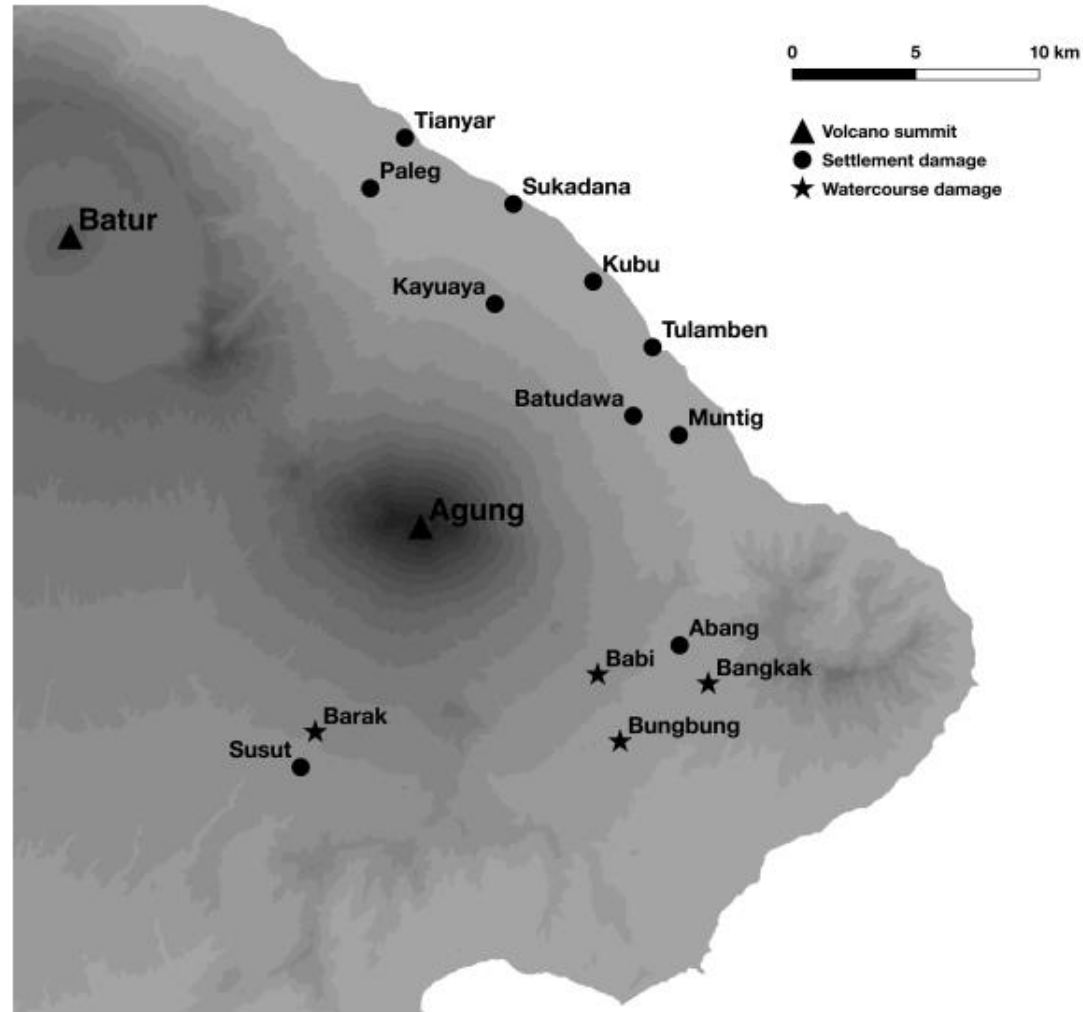 0 5 10 km
Volcano summit
Settlement damage
Watercourse damage
Tianyar
Paleg
Sukadana
Batur
Kubu
Kayuaya
Tulamben
Batudawa
Muntig
Agung
Abang
Babi
Bangkak
Barak
Bungbung
Susut